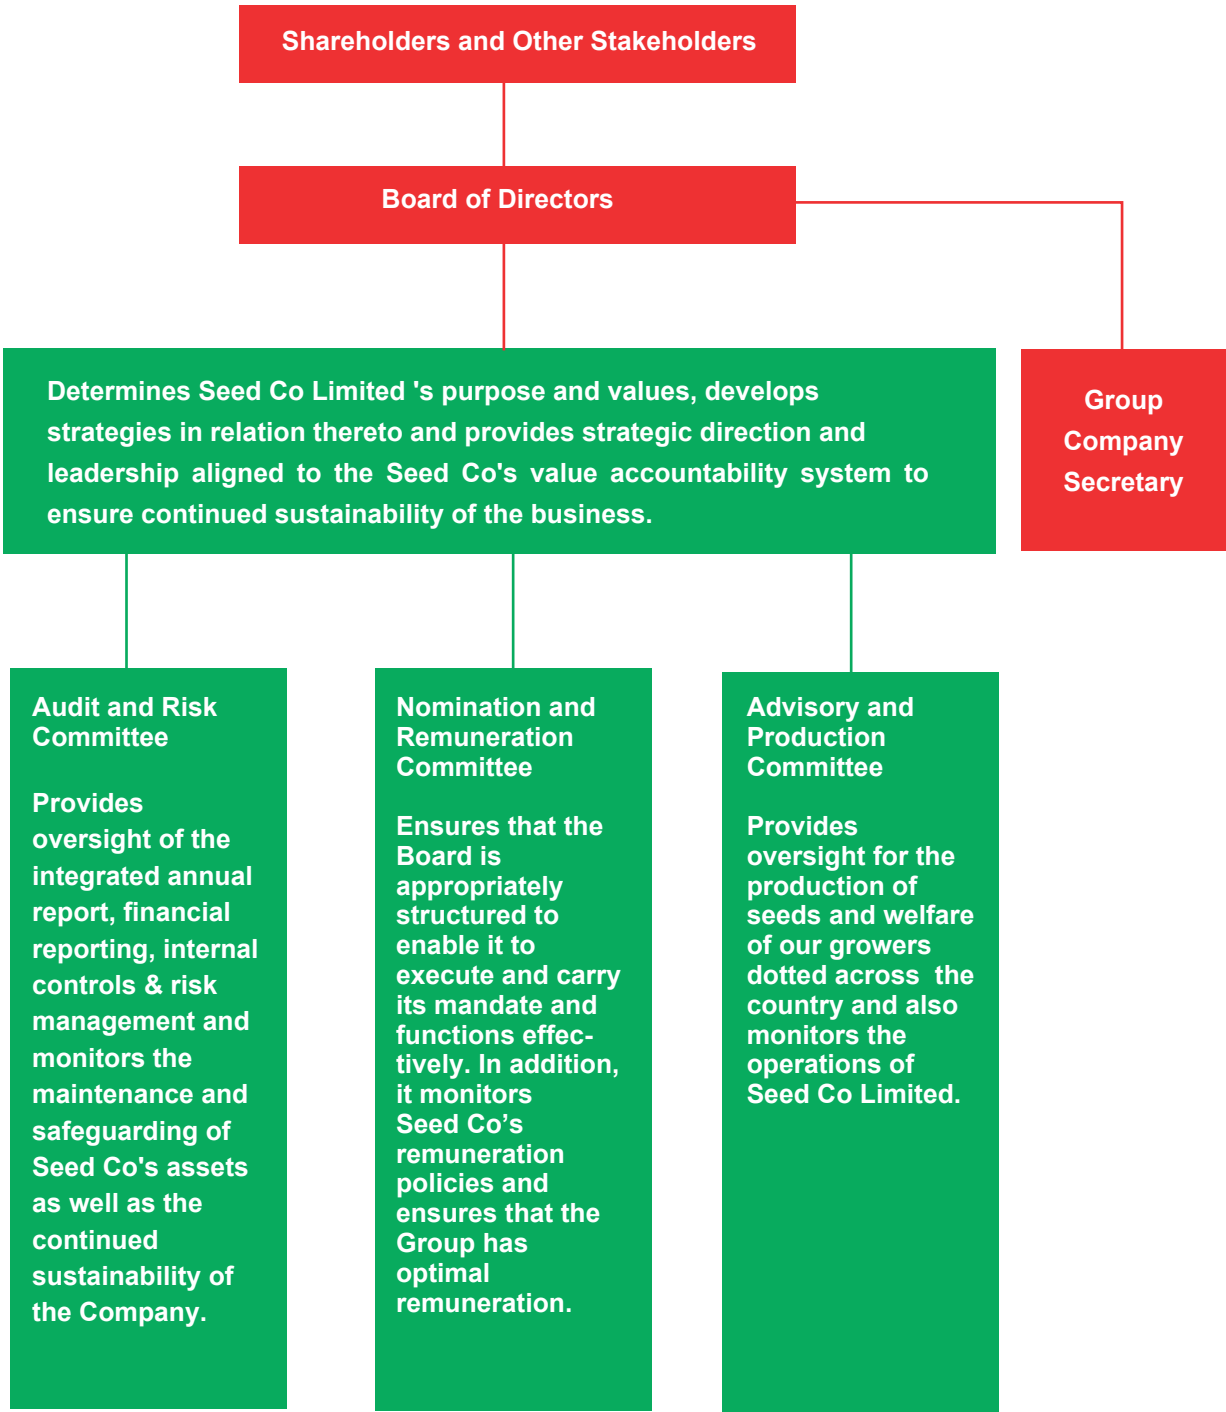 Shareholders and Other Stakeholders
Board of Directors
Determines Seed Co Limited 's purpose and values, develops
strategies in relation thereto and provides strategic direction and
leadership aligned to the Seed Co's value accountability system to
ensure continued sustainability of the business.
Group
Company
Secretary
Audit and Risk
Committee
Provides
oversight of the
integrated annual
report, financial
reporting, internal
controls & risk
management and
monitors the
maintenance and
safeguarding of
Seed Co's assets
as well as the
continued
sustainability of
the Company.
Nomination and
Remuneration
Committee
Ensures that the
Board is
appropriately
structured to
enable it to
execute and carry
its mandate and
functions effec-
tively. In addition,
it monitors
Seed Co’s
remuneration
policies and
ensures that the
Group has
optimal
remuneration.
Advisory and
Production
Committee
Provides
oversight for the
production of
seeds and welfare
of our growers
dotted across  the
country and also
monitors the
operations of
Seed Co Limited.